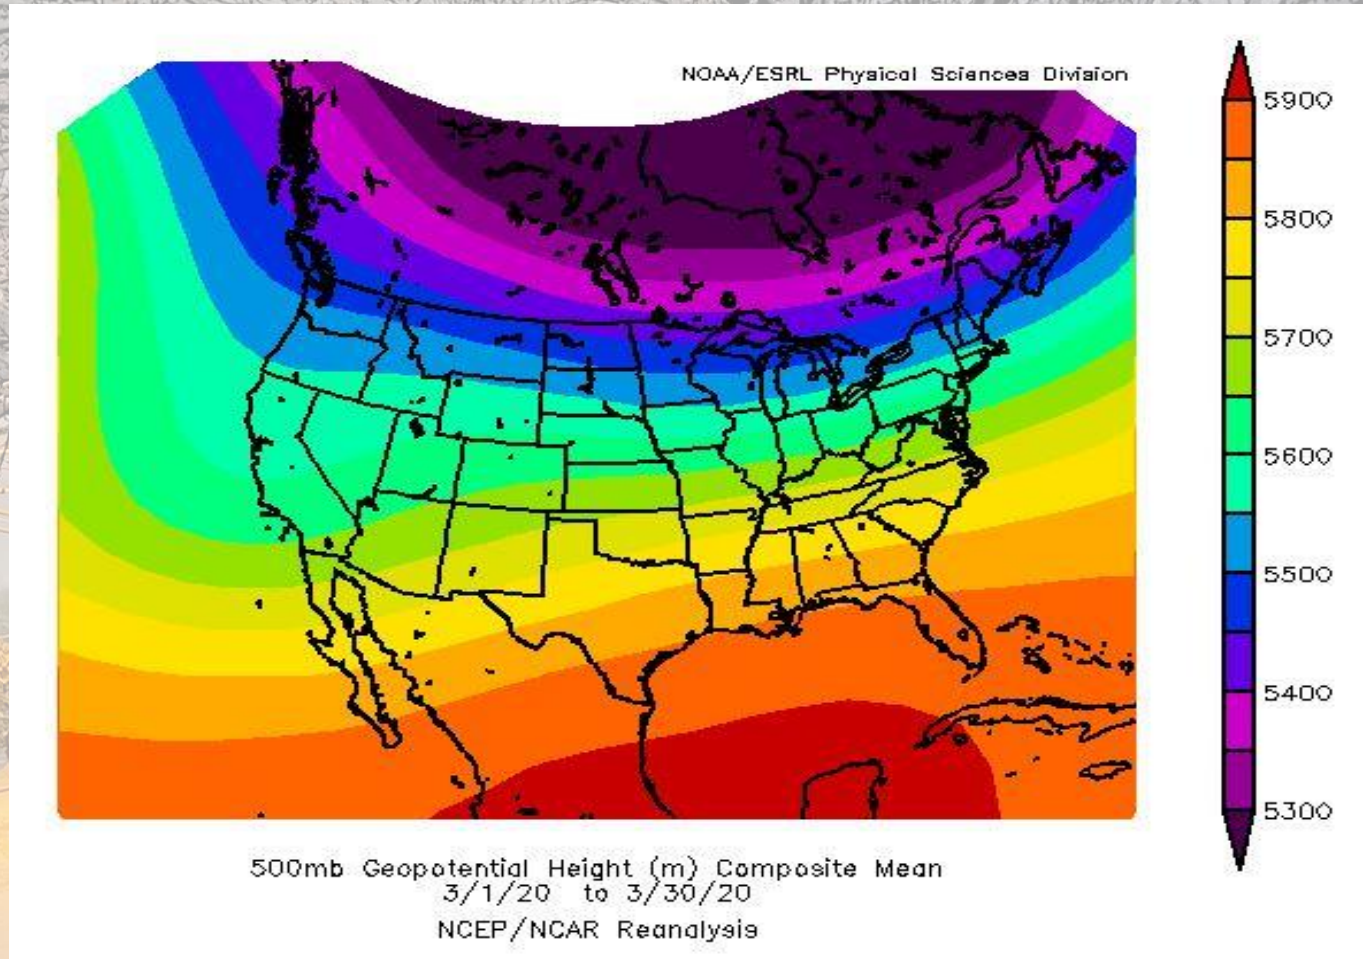 NOAA/ESRL Physical Sciences Division
5900
5800
5700
5600
5500
5400
5300
500mb Geopotential Height (m) Composite Mean
3/1/20 to 3/30/20
NCEP/NCAR Reanalysis